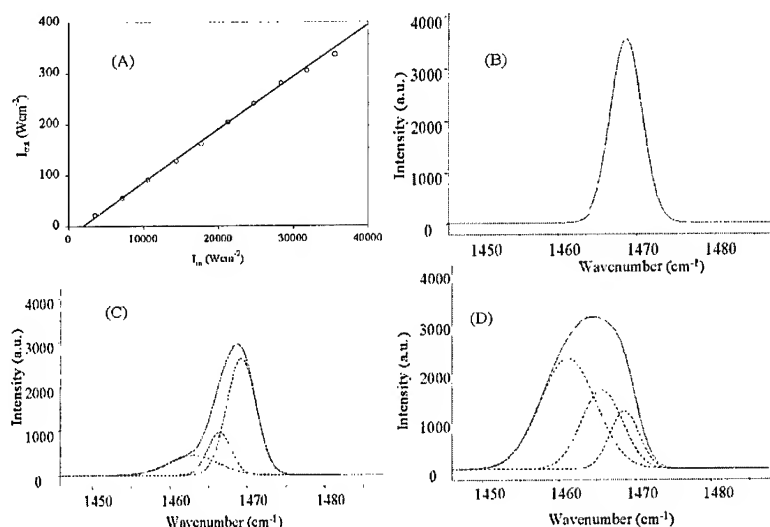 400
300
200
100
0
(A)
0 10000 20000 30000 40000
(Wcm⁻²)
I (Wcm⁻²)
4000
3000
2000
1000
0
(B)
Intensity (a.u.)
1450 1460 1470 1480
Wavenumber (cm⁻¹)
4000
3000
2000
1000
0
(C)
Intensity (a.u.)
1450 1460 1470 1480
Wavenumber (cm⁻¹)
4000
3000
2000
1000
0
(D)
Intensity (a.u.)
1450 1460 1470 1480
Wavenumber (cm⁻¹)